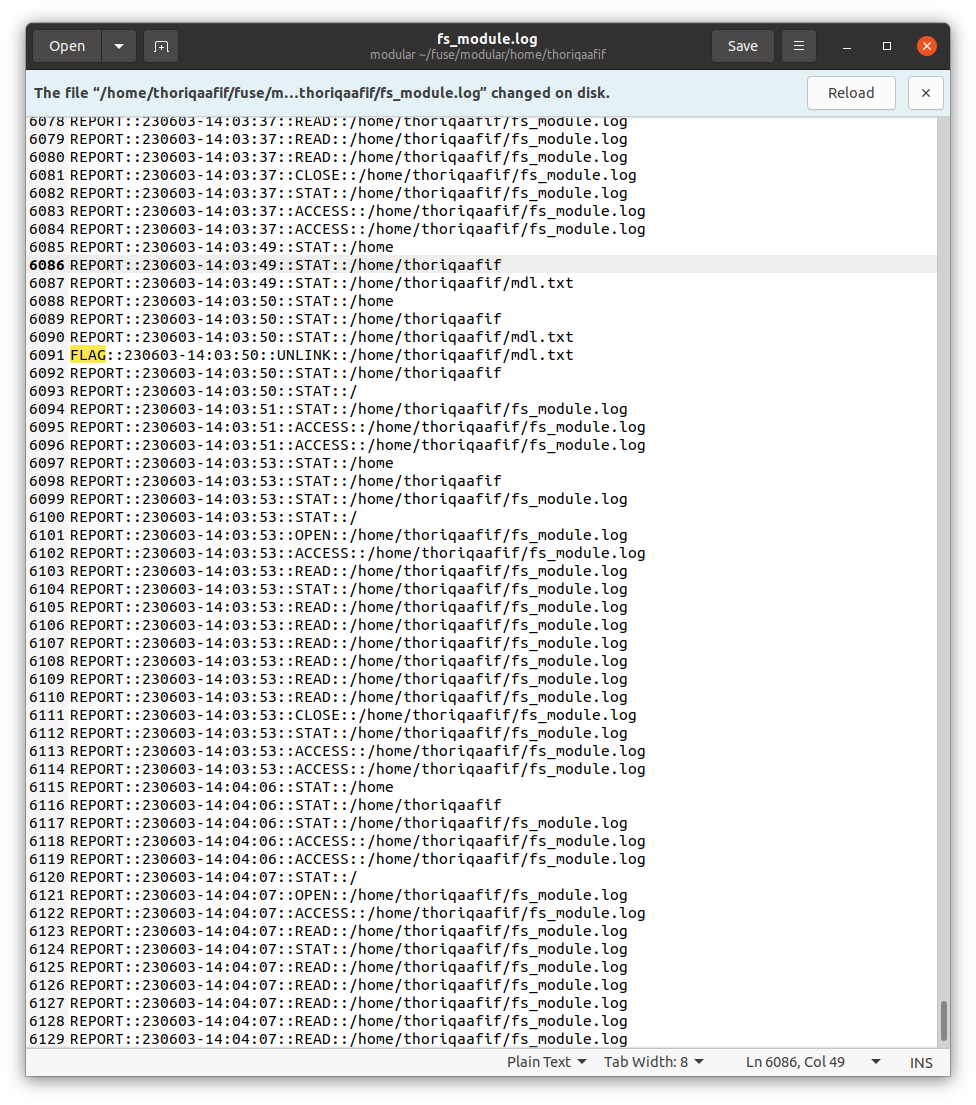 Open
fs_module.log
modular ~/fuse/modular/home/thoriqaafif
Save
The file “/home/thoriqaafif/fuse/m...thoriqaafif/fs_module.log” changed on disk.
Reload
6078 REPORT::230603-14:03:37::READ::/home/thoriqaafif/fs_module.log
6079 REPORT::230603-14:03:37::READ::/home/thoriqaafif/fs_module.log
6080 REPORT::230603-14:03:37::READ::/home/thoriqaafif/fs_module.log
6081 REPORT::230603-14:03:37::CLOSE::/home/thoriqaafif/fs_module.log
6082 REPORT::230603-14:03:37::STAT::/home/thoriqaafif/fs_module.log
6083 REPORT::230603-14:03:37::ACCESS::/home/thoriqaafif/fs_module.log
6084 REPORT::230603-14:03:37::ACCESS::/home/thoriqaafif/fs_module.log
6085 REPORT::230603-14:03:49::STAT::/home
6086 REPORT::230603-14:03:49::STAT::/home/thoriqaafif
6087 REPORT::230603-14:03:49::STAT::/home/thoriqaafif/mdl.txt
6088 REPORT::230603-14:03:50::STAT::/home
6089 REPORT::230603-14:03:50::STAT::/home/thoriqaafif
6090 REPORT::230603-14:03:50::STAT::/home/thoriqaafif/mdl.txt
6091 FLAG::230603-14:03:50::UNLINK::/home/thoriqaafif/mdl.txt
6092 REPORT::230603-14:03:50::STAT::/home/thoriqaafif
6093 REPORT::230603-14:03:50::STAT::/
6094 REPORT::230603-14:03:51::STAT::/home/thoriqaafif/fs_module.log
6095 REPORT::230603-14:03:51::ACCESS::/home/thoriqaafif/fs_module.log
6096 REPORT::230603-14:03:51::ACCESS::/home/thoriqaafif/fs_module.log
6097 REPORT::230603-14:03:53::STAT::/home
6098 REPORT::230603-14:03:53::STAT::/home/thoriqaafif
6099 REPORT::230603-14:03:53::STAT::/home/thoriqaafif/fs_module.log
6100 REPORT::230603-14:03:53::STAT::/
6101 REPORT::230603-14:03:53::OPEN::/home/thoriqaafif/fs_module.log
6102 REPORT::230603-14:03:53::ACCESS::/home/thoriqaafif/fs_module.log
6103 REPORT::230603-14:03:53::READ::/home/thoriqaafif/fs_module.log
6104 REPORT::230603-14:03:53::STAT::/home/thoriqaafif/fs_module.log
6105 REPORT::230603-14:03:53::READ::/home/thoriqaafif/fs_module.log
6106 REPORT::230603-14:03:53::READ::/home/thoriqaafif/fs_module.log
6107 REPORT::230603-14:03:53::READ::/home/thoriqaafif/fs_module.log
6108 REPORT::230603-14:03:53::READ::/home/thoriqaafif/fs_module.log
6109 REPORT::230603-14:03:53::READ::/home/thoriqaafif/fs_module.log
6110 REPORT::230603-14:03:53::READ::/home/thoriqaafif/fs_module.log
6111 REPORT::230603-14:03:53::CLOSE::/home/thoriqaafif/fs_module.log
6112 REPORT::230603-14:03:53::STAT::/home/thoriqaafif/fs_module.log
6113 REPORT::230603-14:03:53::ACCESS::/home/thoriqaafif/fs_module.log
6114 REPORT::230603-14:03:53::ACCESS::/home/thoriqaafif/fs_module.log
6115 REPORT::230603-14:04:06::STAT::/home
6116 REPORT::230603-14:04:06::STAT::/home/thoriqaafif
6117 REPORT::230603-14:04:06::STAT::/home/thoriqaafif/fs_module.log
6118 REPORT::230603-14:04:06::ACCESS::/home/thoriqaafif/fs_module.log
6119 REPORT::230603-14:04:06::ACCESS::/home/thoriqaafif/fs_module.log
6120 REPORT::230603-14:04:07::STAT::/
6121 REPORT::230603-14:04:07::OPEN::/home/thoriqaafif/fs_module.log
6122 REPORT::230603-14:04:07::ACCESS::/home/thoriqaafif/fs_module.log
6123 REPORT::230603-14:04:07::READ::/home/thoriqaafif/fs_module.log
6124 REPORT::230603-14:04:07::STAT::/home/thoriqaafif/fs_module.log
6125 REPORT::230603-14:04:07::READ::/home/thoriqaafif/fs_module.log
6126 REPORT::230603-14:04:07::READ::/home/thoriqaafif/fs_module.log
6127 REPORT::230603-14:04:07::READ::/home/thoriqaafif/fs_module.log
6128 REPORT::230603-14:04:07::READ::/home/thoriqaafif/fs_module.log
6129 REPORT::230603-14:04:07::READ::/home/thoriqaafif/fs_module.log
Plain Text Tab Width: 8 Ln 6086, Col 49 INS